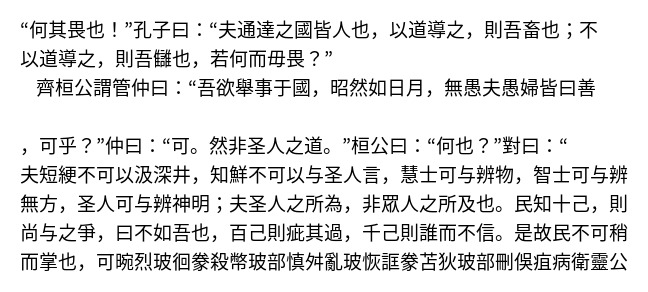 “何其畏也！”孔子曰：“夫通達之國皆人也，以道導之，則吾畜也；不
以道導之，則吾讎也，若何而毋畏？”
齊桓公謂管仲曰：“吾欲舉事于國，昭然如日月，無愚夫愚婦皆曰善
，可乎？”仲曰：“可。然非圣人之道。”桓公曰：“何也？”對曰：“
夫短綆不可以汲深井，知鮮不可以与圣人言，慧士可与辨物，智士可与辨
無方，圣人可与辨神明；夫圣人之所為，非眾人之所及也。民知十己，則
尚与之爭，曰不如吾也，百己則疵其過，千己則誰而不信。是故民不可稍
而掌也，可晼烈玻徊豢殺幣玻部慎舛亂玻恢誆豢苫狄玻部刪俁疽病衛靈公